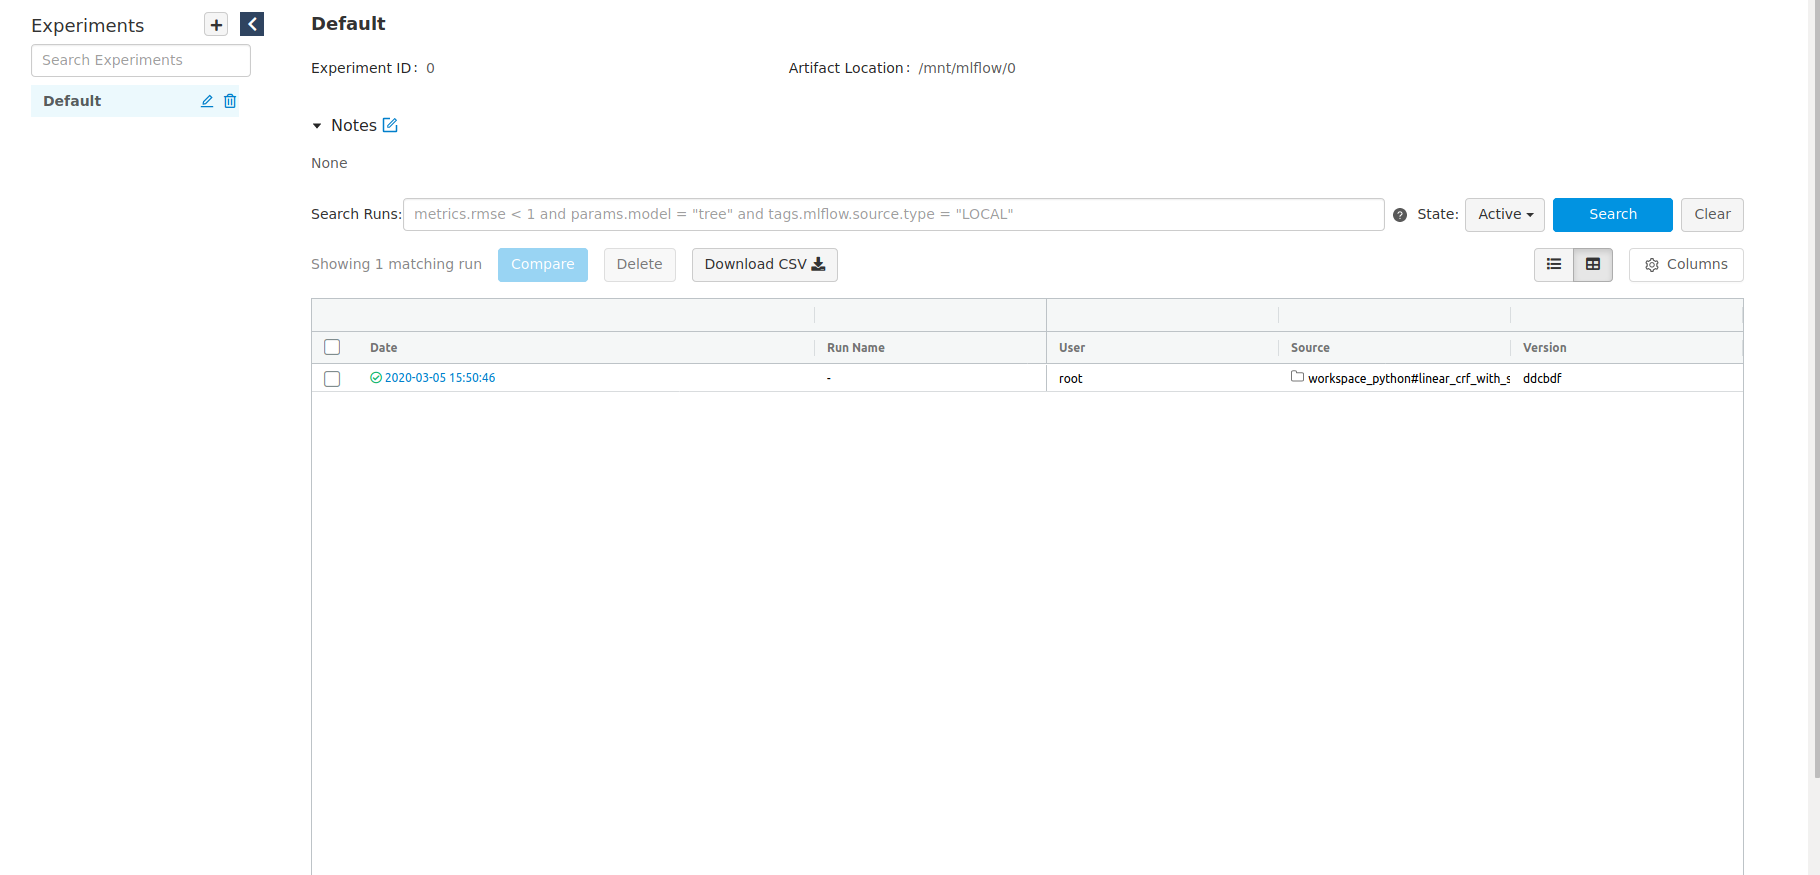 Experiments
Search Experiments
Default
Default
Experiment ID: 0
Artifact Location: /mnt/mlflow/0
Notes
None
Search Runs: metrics.rmse < 1 and params.model = "tree" and tags.mlflow.source.type = "LOCAL" ? State: Active Search Clear
Showing 1 matching run Compare Delete Download CSV Columns
Date Run Name User Source Version
2020-03-05 15:50:46 - root workspace_python#linear_crf_with_s ddcbdf